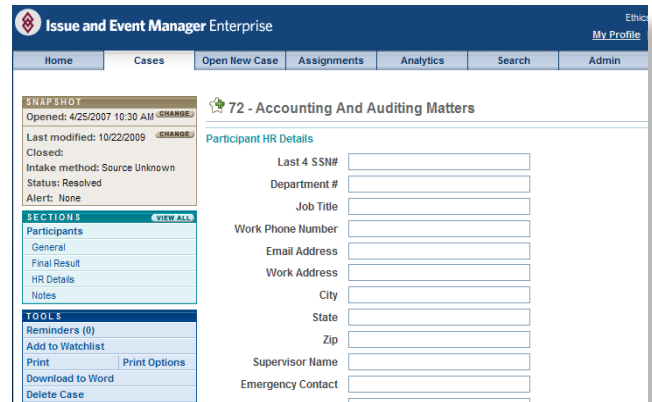 Issue and Event Manager Enterprise
Ethics
My Profile
Home Cases Open New Case Assignments Analytics Search Admin
SNAPSHOT
Opened: 4/25/2007 10:30 AM CHANGE
Last modified: 10/22/2009 CHANGE
Closed:
Intake method: Source Unknown
Status: Resolved
Alert: None
SECTIONS VIEW ALL
Participants
General
Final Result
HR Details
Notes
TOOLS
Reminders (0)
Add to Watchlist
Print Print Options
Download to Word
Delete Case
72 - Accounting And Auditing Matters
Participant HR Details
Last 4 SSN#
Department #
Job Title
Work Phone Number
Email Address
Work Address
City
State
Zip
Supervisor Name
Emergency Contact